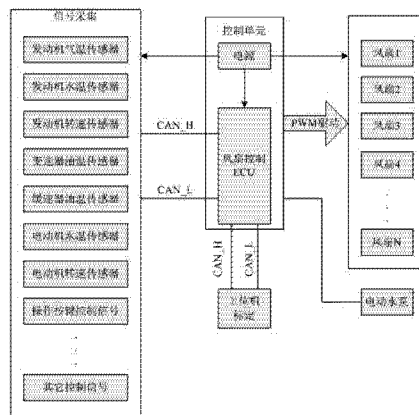 信号采集
发动机气温传感器
发动机水温传感器
发动机转速传感器
变速器油温传感器
缓速器油温传感器
电动机水温传感器
电动机转速传感器
操作按键控制信号
其它控制信号
控制单元
电源
CAN_H
CAN_L
风扇控制
ECU
PWM驱动
CAN_H
CAN_L
上位机
标定
风扇1
风扇2
风扇3
风扇4
风扇N
电动水泵